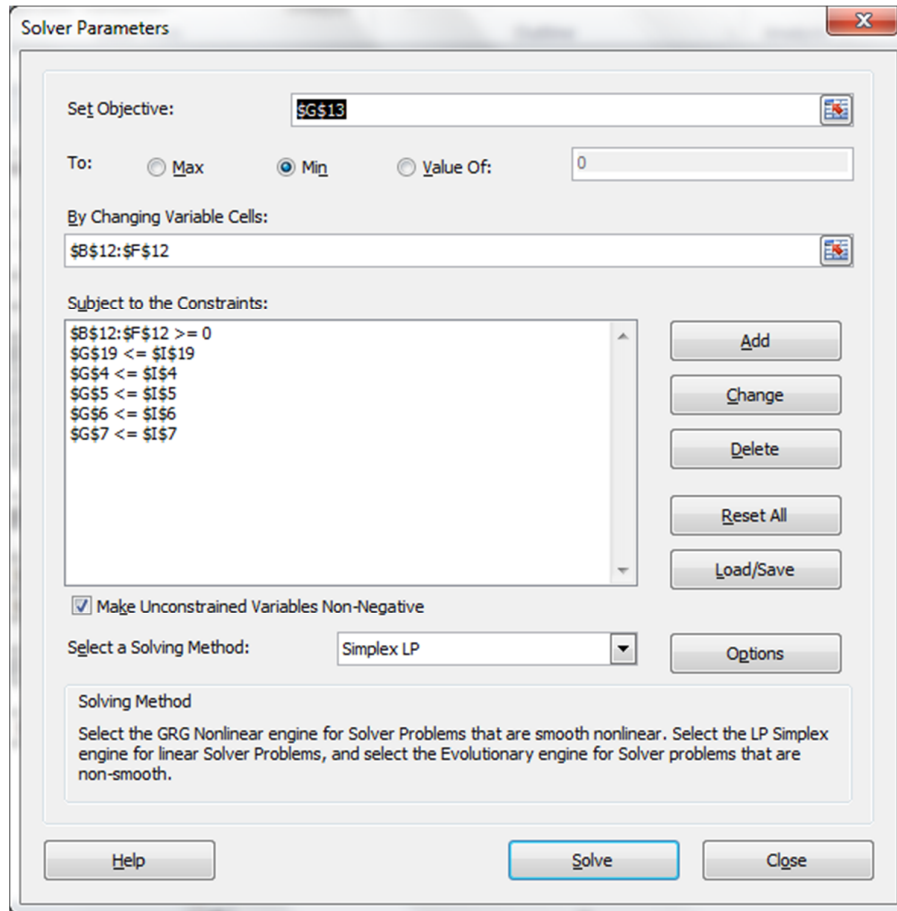 Solver Parameters
Set Objective:
$G$13
To:
Max
Min
Value Of:
0
By Changing Variable Cells:
$B$12:$F$12
Subject to the Constraints:
$B$12:$F$12 >= 0
$G$19 <= $I$19
$G$4 <= $I$4
$G$5 <= $I$5
$G$6 <= $I$6
$G$7 <= $I$7
Add
Change
Delete
Reset All
Load/Save
Make Unconstrained Variables Non-Negative
Select a Solving Method:
Simplex LP
Options
Solving Method
Select the GRG Nonlinear engine for Solver Problems that are smooth nonlinear. Select the LP Simplex
engine for linear Solver Problems, and select the Evolutionary engine for Solver problems that are
non-smooth.
Help
Solve
Close